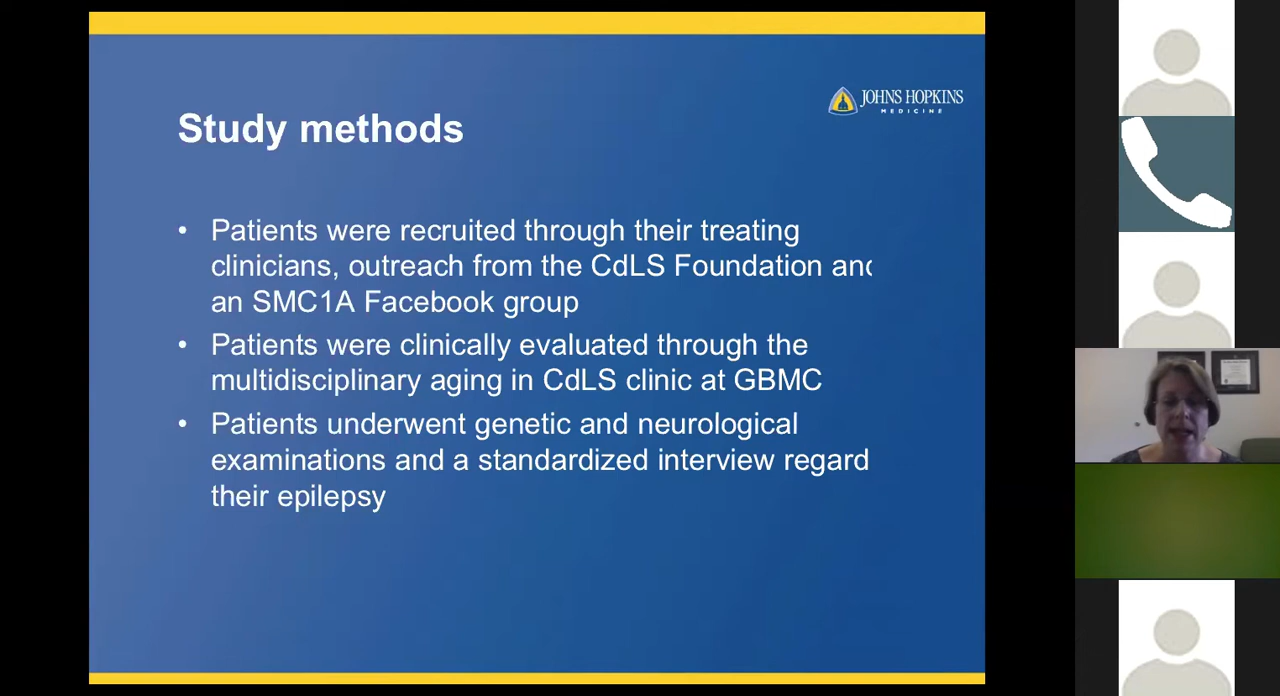 JOHNS HOPKINS
MEDICINE
Study methods
• Patients were recruited through their treating
clinicians, outreach from the CdLS Foundation and
an SMC1A Facebook group
• Patients were clinically evaluated through the
multidisciplinary aging in CdLS clinic at GBMC
• Patients underwent genetic and neurological
examinations and a standardized interview regard
their epilepsy